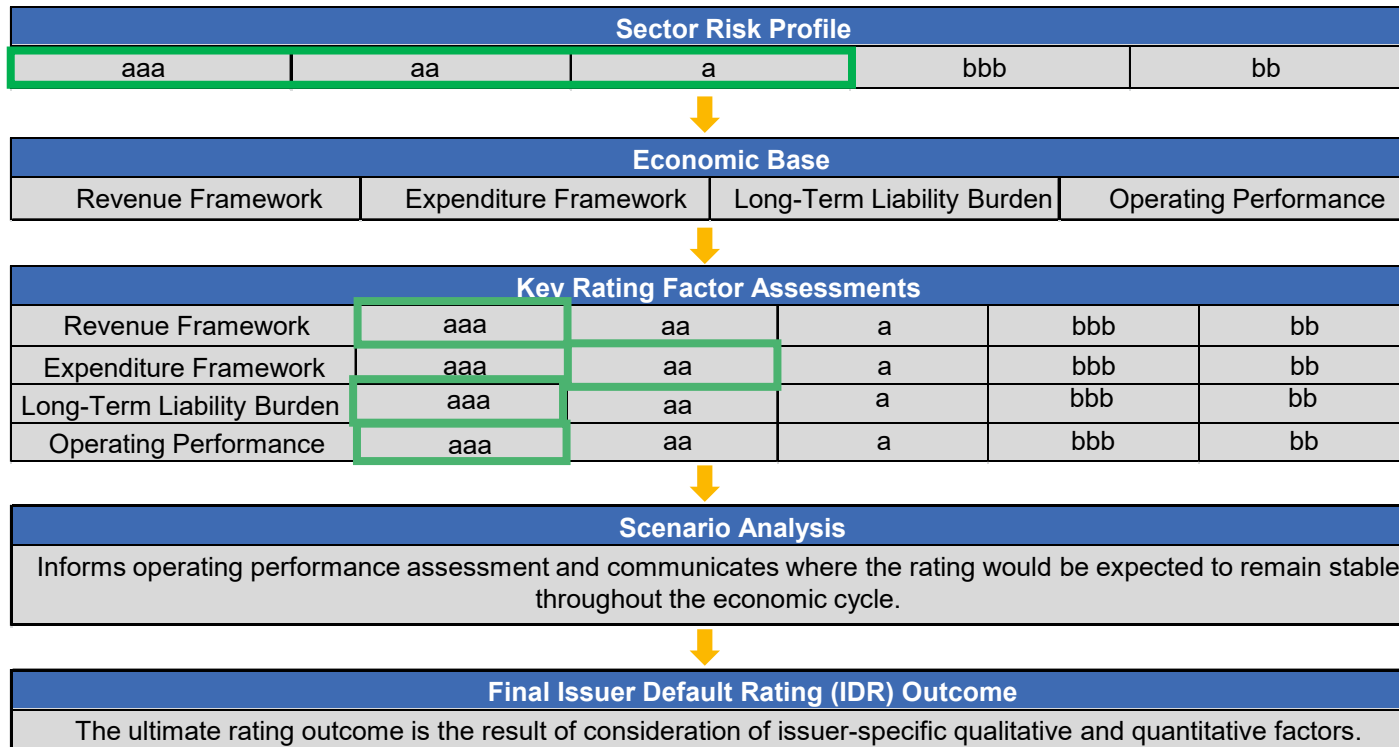 Sector Risk Profile
aaa aa a bbb bb
Economic Base
Revenue Framework Expenditure Framework Long-Term Liability Burden Operating Performance
Key Rating Factor Assessments
Revenue Framework aaa aa a bbb bb
Expenditure Framework aaa aa a bbb bb
Long-Term Liability Burden aaa aa a bbb bb
Operating Performance aaa aa a bbb bb
Scenario Analysis
Informs operating performance assessment and communicates where the rating would be expected to remain stable
throughout the economic cycle.
Final Issuer Default Rating (IDR) Outcome
The ultimate rating outcome is the result of consideration of issuer-specific qualitative and quantitative factors.